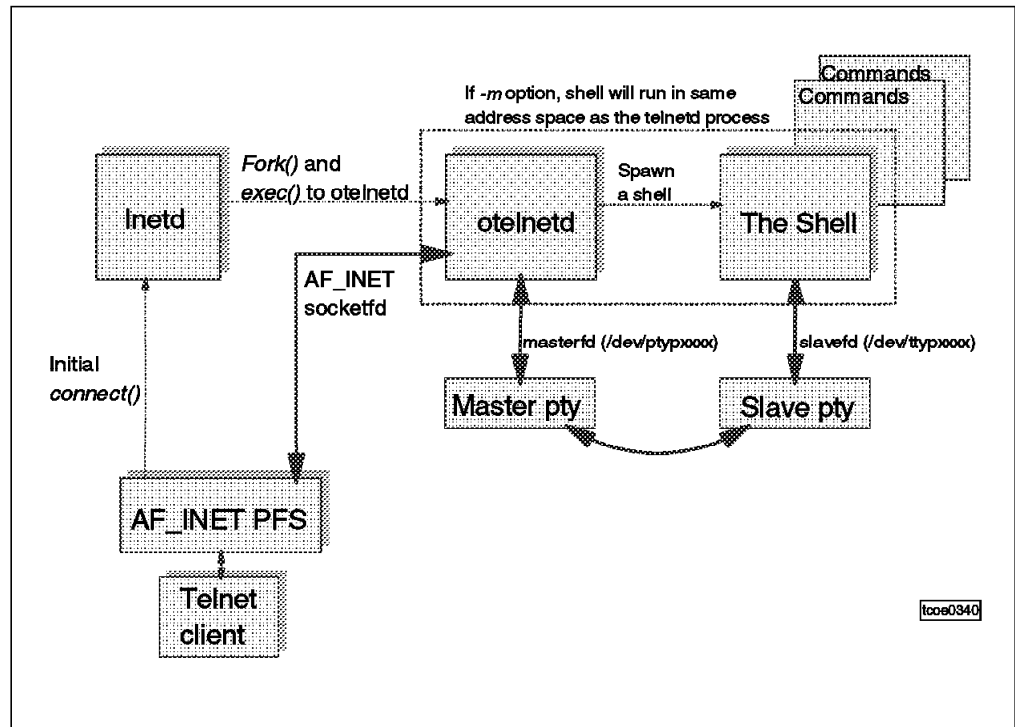 Commands
Commands
If -m option, shell will run in same
address space as the telnetd process
Fork() and
exec() to otelnetd
Inetd
otelnetd
Spawn
a shell
The Shell
AF_INET
socketfd
masterfd (/dev/ptypxxxx)
slavefd (/dev/ttypxxxx)
Initial
connect()
Master pty
Slave pty
AF_INET PFS
Telnet
client
tcoe0340